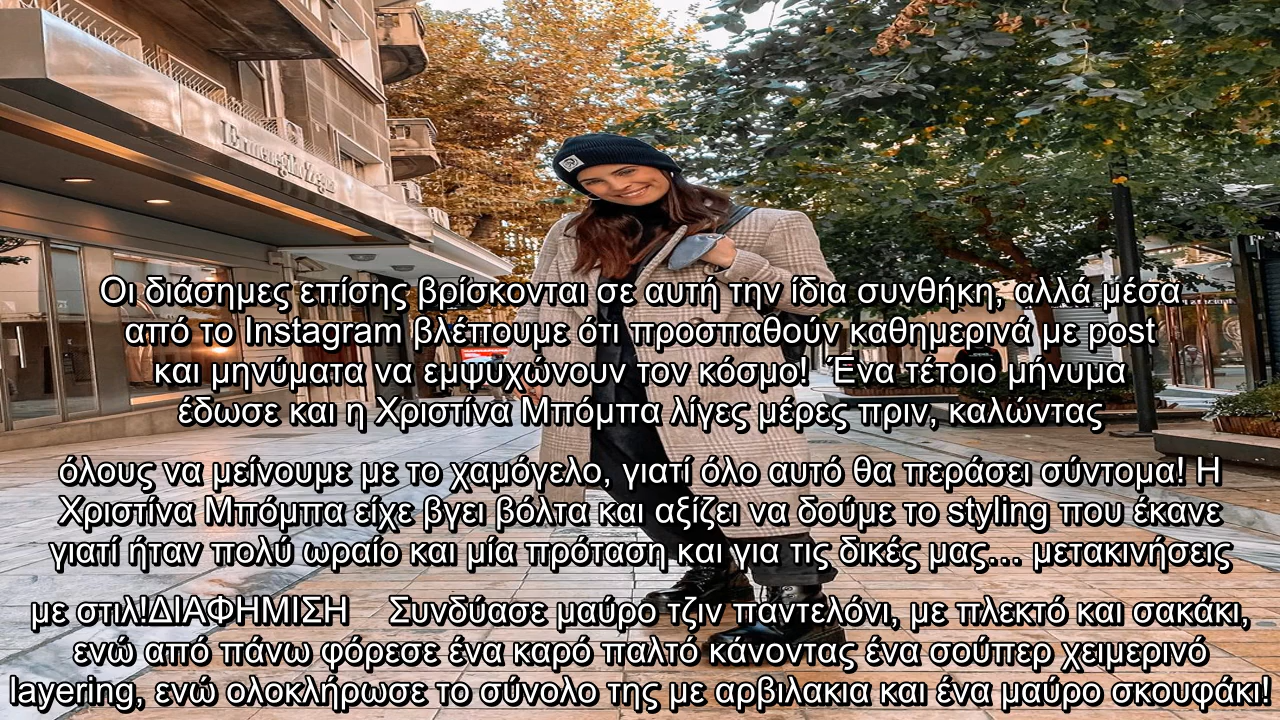 Ermenegildo Zegna
Οι διάσημες επίσης βρίσκονται σε αυτή την ίδια συνθήκη, αλλά μέσα
από το Instagram βλέπουμε ότι προσπαθούν καθημερινά με post
και μηνύματα να εμψυχώνουν τον κόσμο!  Ένα τέτοιο μήνυμα
έδωσε και η Χριστίνα Μπόμπα λίγες μέρες πριν, καλώντας
όλους να μείνουμε με το χαμόγελο, γιατί όλο αυτό θα περάσει σύντομα! Η
Χριστίνα Μπόμπα είχε βγει βόλτα και αξίζει να δούμε το styling που έκανε
γιατί ήταν πολύ ωραίο και μία πρόταση και για τις δικές μας… μετακινήσεις
με στιλ!ΔΙΑΦΗΜΙΣΗ    Συνδύασε μαύρο τζιν παντελόνι, με πλεκτό και σακάκι,
ενώ από πάνω φόρεσε ένα καρό παλτό κάνοντας ένα σούπερ χειμερινό
layering, ενώ ολοκλήρωσε το σύνολο της με αρβιλακια και ένα μαύρο σκουφάκι!